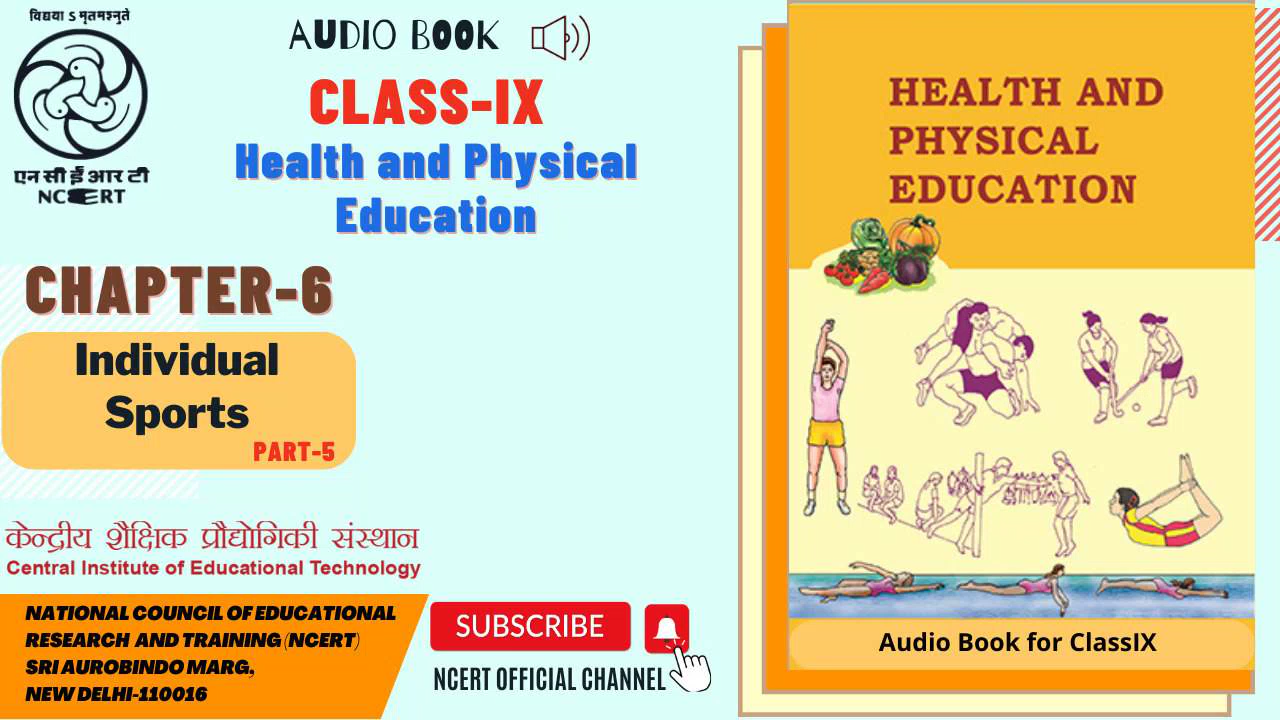 विद्यया ऽ मृतमश्नुते
एन सी ई आर टी
NCERT
AUDIO BOOK
CLASS-IX
Health and Physical
Education
CHAPTER-6
Individual
Sports
PART-5
केन्द्रीय शैक्षिक प्रौद्योगिकी संस्थान
Central Institute of Educational Technology
NATIONAL COUNCIL OF EDUCATIONAL
RESEARCH AND TRAINING (NCERT)
SRI AUROBINDO MARG,
NEW DELHI-110016
SUBSCRIBE
NCERT OFFICIAL CHANNEL
HEALTH AND
PHYSICAL
EDUCATION
Audio Book for ClassIX